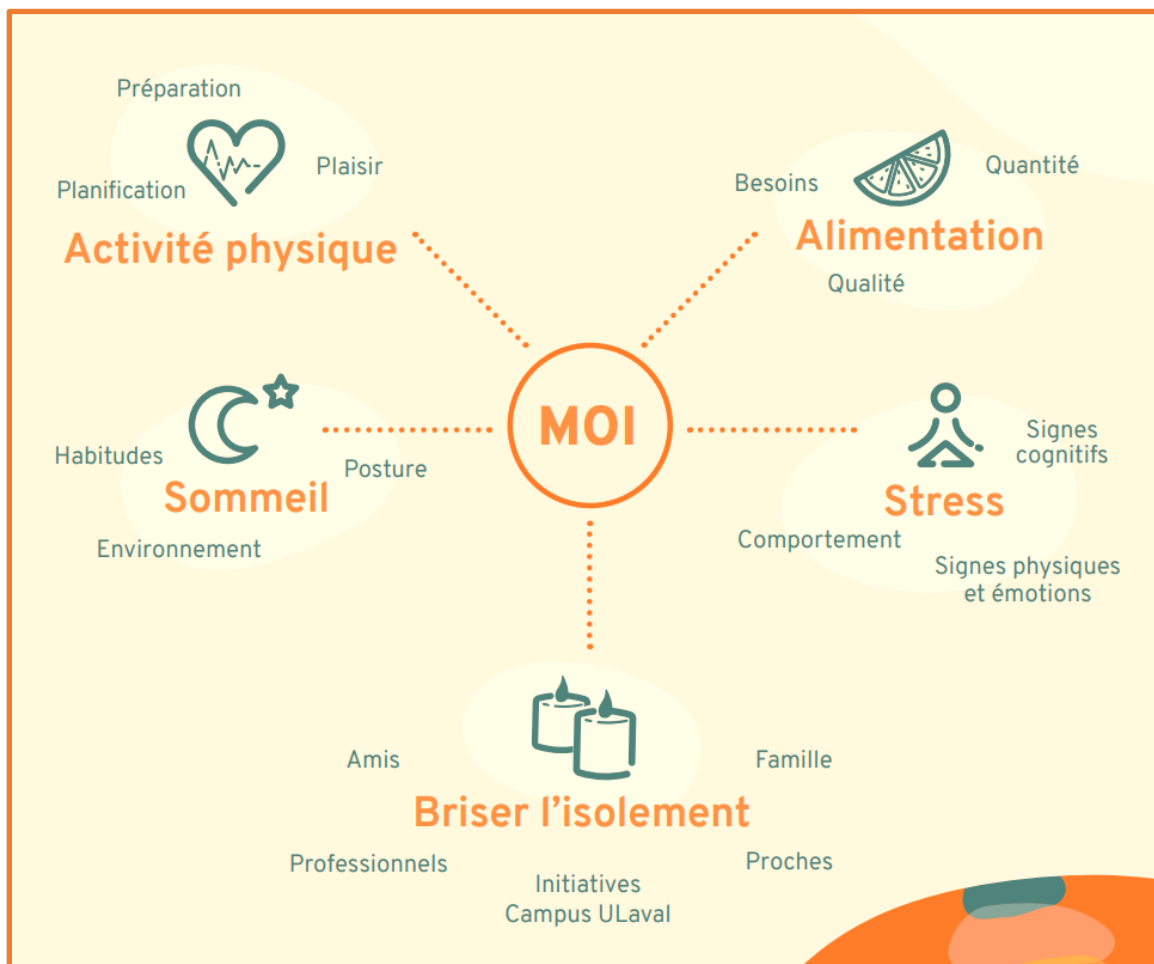 Préparation
Plaisir
Planification
Activité physique
Besoins
Quantité
Alimentation
Qualité
MOI
Habitudes
Posture
Sommeil
Environnement
Signes
cognitifs
Stress
Comportement
Signes physiques
et émotions
Amis
Famille
Briser l'isolement
Professionnels
Proches
Initiatives
Campus ULaval